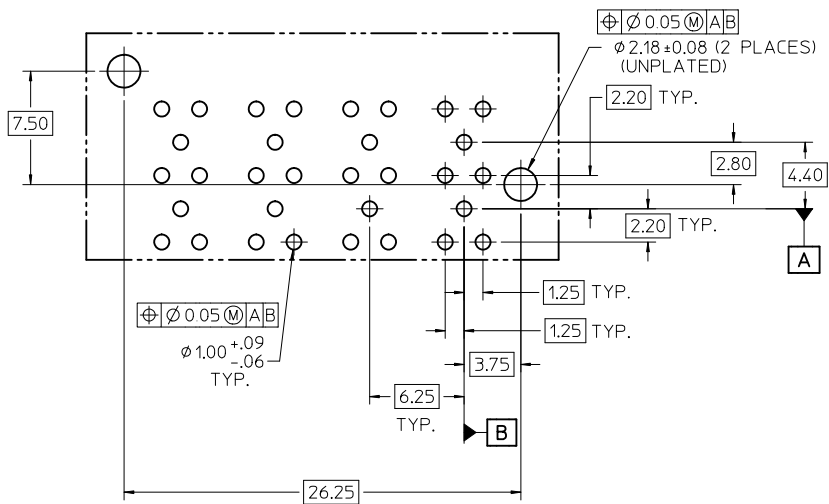 ⌖ ⌀ 0.05 Ⓜ A B
⌀ 2.18 ±0.08 (2 PLACES)
(UNPLATED)
2.20 TYP.
7.50
2.80
4.40
2.20 TYP.
A
1.25 TYP.
⌖ ⌀ 0.05 Ⓜ A B
1.25 TYP.
⌀ 1.00 +.09
-.06
TYP.
3.75
6.25
TYP.
B
26.25